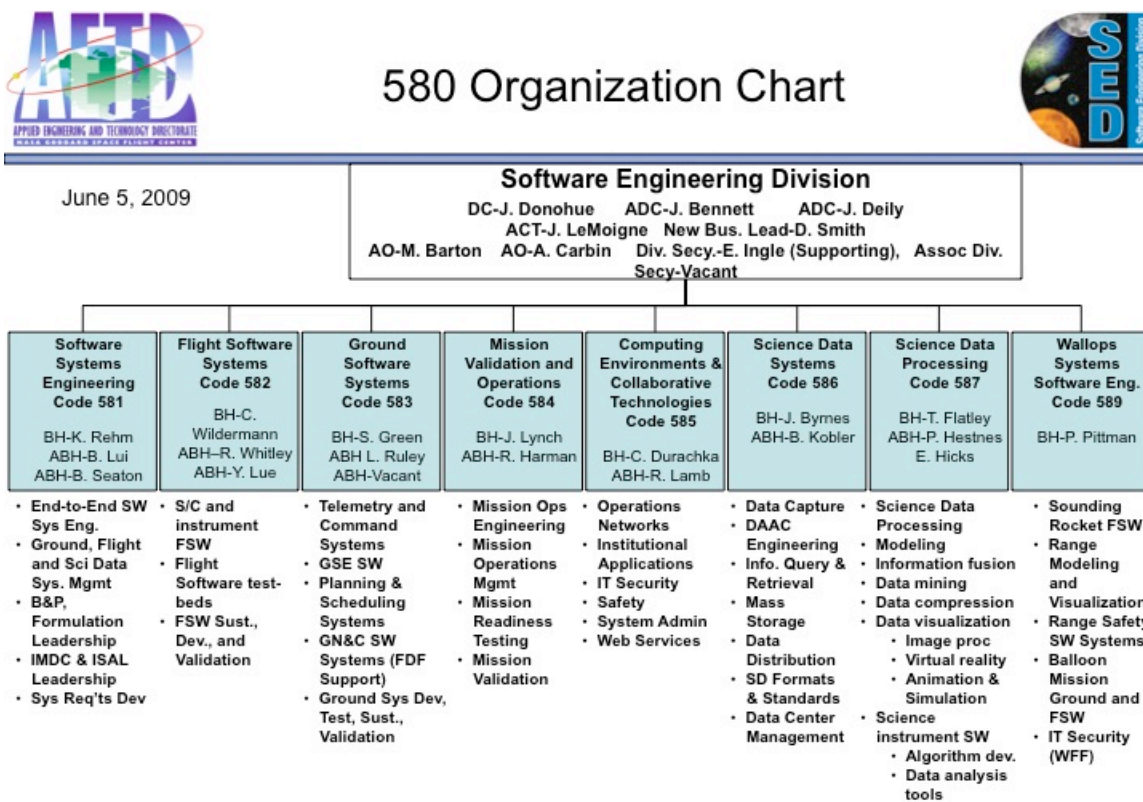 AETD
APPLIED ENGINEERING AND TECHNOLOGY DIRECTORATE
NASA GODDARD SPACE FLIGHT CENTER
580 Organization Chart
SED
Software Engineering Division
June 5, 2009
Software Engineering Division
DC-J. Donohue ADC-J. Bennett ADC-J. Deily
ACT-J. LeMoigne New Bus. Lead-D. Smith
AO-M. Barton AO-A. Carbin Div. Secy.-E. Ingle (Supporting), Assoc Div.
Secy-Vacant
Software
Systems
Engineering
Code 581
BH-K. Rehm
ABH-B. Lui
ABH-B. Seaton
• End-to-End SW
Sys Eng.
• Ground, Flight
and Sci Data
Sys. Mgmt
• B&P,
Formulation
Leadership
• IMDC & ISAL
Leadership
• Sys Req'ts Dev
Flight Software
Systems
Code 582
BH-C.
Wildermann
ABH–R. Whitley
ABH-Y. Lue
• S/C and
instrument
FSW
• Flight
Software test-
beds
• FSW Sust.,
Dev., and
Validation
Ground
Software
Systems
Code 583
BH-S. Green
ABH L. Ruley
ABH-Vacant
• Telemetry and
Command
Systems
• GSE SW
• Planning &
Scheduling
Systems
• GN&C SW
Systems (FDF
Support)
• Ground Sys Dev,
Test, Sust.,
Validation
Mission
Validation and
Operations
Code 584
BH-J. Lynch
ABH-R. Harman
• Mission Ops
Engineering
• Mission
Operations
Mgmt
• Mission
Readiness
Testing
• Mission
Validation
Computing
Environments &
Collaborative
Technologies
Code 585
BH-C. Durachka
ABH-R. Lamb
• Operations
Networks
• Institutional
Applications
• IT Security
• Safety
• System Admin
• Web Services
Science Data
Systems
Code 586
BH-J. Byrnes
ABH-B. Kobler
• Data Capture
• DAAC
Engineering
• Info. Query &
Retrieval
• Mass
Storage
• Data
Distribution
• SD Formats
& Standards
• Data Center
Management
Science Data
Processing
Code 587
BH-T. Flatley
ABH-P. Hestnes
E. Hicks
• Science Data
Processing
• Modeling
• Information fusion
• Data mining
• Data compression
• Data visualization
• Image proc
• Virtual reality
• Animation &
Simulation
• Science
instrument SW
• Algorithm dev.
• Data analysis
tools
Wallops
Systems
Software Eng.
Code 589
BH-P. Pittman
• Sounding
Rocket FSW
• Range
Modeling
and
Visualization
• Range Safety
SW Systems
• Balloon
Mission
Ground and
FSW
• IT Security
(WFF)